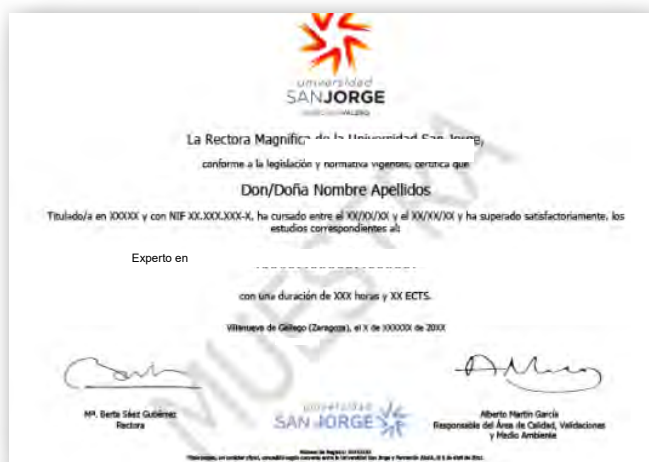 universidad
SANJORGE
La Rectora Magnífica de la Universidad San Jorge,
conforme a la legislación y normativa vigentes, certifica que
Don/Doña Nombre Apellidos
Titulado/a en XXXXX y con NIF XX.XXX.XXX-X, ha cursado entre el XX/XX/XX y el XX/XX/XX y ha superado satisfactoriamente, los
estudios correspondientes al:
Experto en
con una duración de XXX horas y XX ECTS.
Villanueva de Gállego (Zaragoza), el X de XXXXXX de 20XX
MUESTRA
Mª. Berta Sáez Gutiérrez
Rectora
universidad
SAN JORGE
Alberto Martín García
Responsable del Área de Calidad, Validaciones
y Medio Ambiente